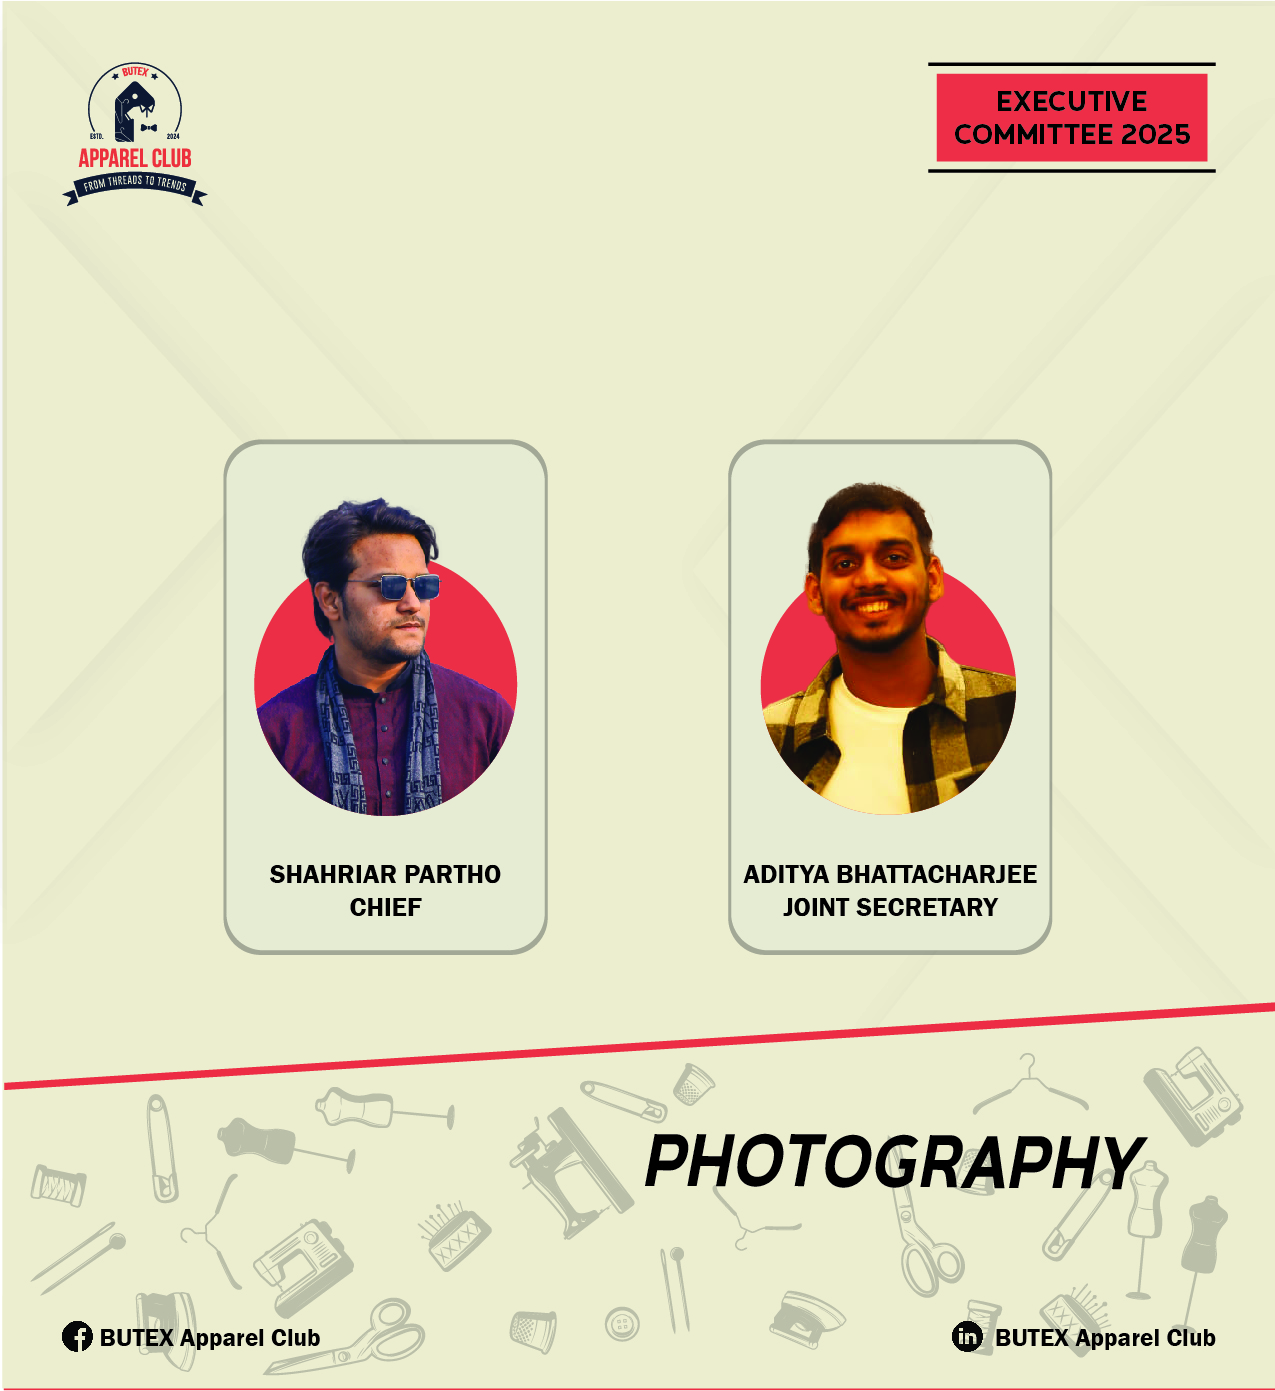 BUTEX
ESTD. 2024
APPAREL CLUB
FROM THREADS TO TRENDS
EXECUTIVE
COMMITTEE 2025
SHAHRIAR PARTHO
CHIEF
ADITYA BHATTACHARJEE
JOINT SECRETARY
PHOTOGRAPHY
BUTEX Apparel Club
in BUTEX Apparel Club